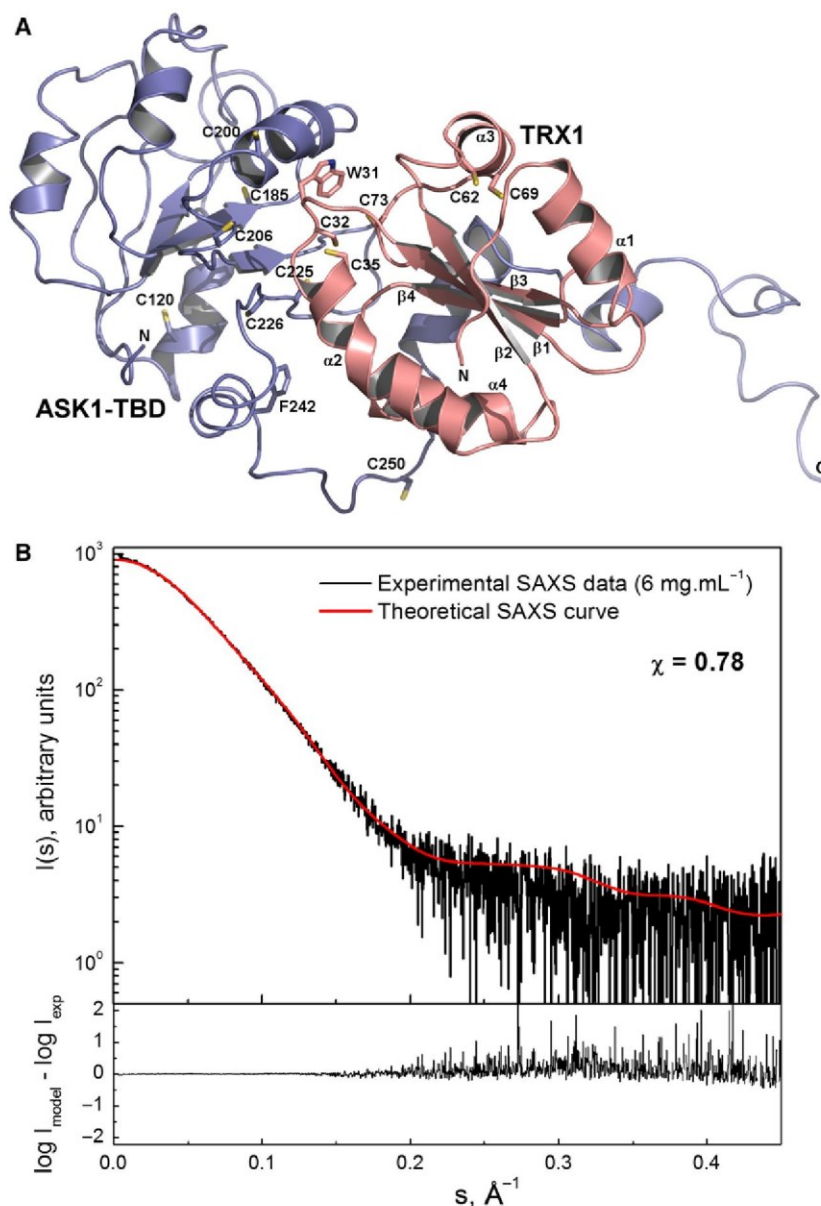 A
C200
α3
TRX1
W31
C62
C69
C185
C73
C32
α1
C206
C35
C225
β3
β4
C120
N
C226
β1
β2
α2
N
α4
ASK1-TBD
F242
C250
C
B
10³
Experimental SAXS data (6 mg.mL⁻¹)
Theoretical SAXS curve
χ = 0.78
10²
I(s), arbitrary units
10¹
10⁰
2
1
0
−1
−2
log I_model - log I_exp
0.0
0.1
0.2
0.3
0.4
s, Å⁻¹